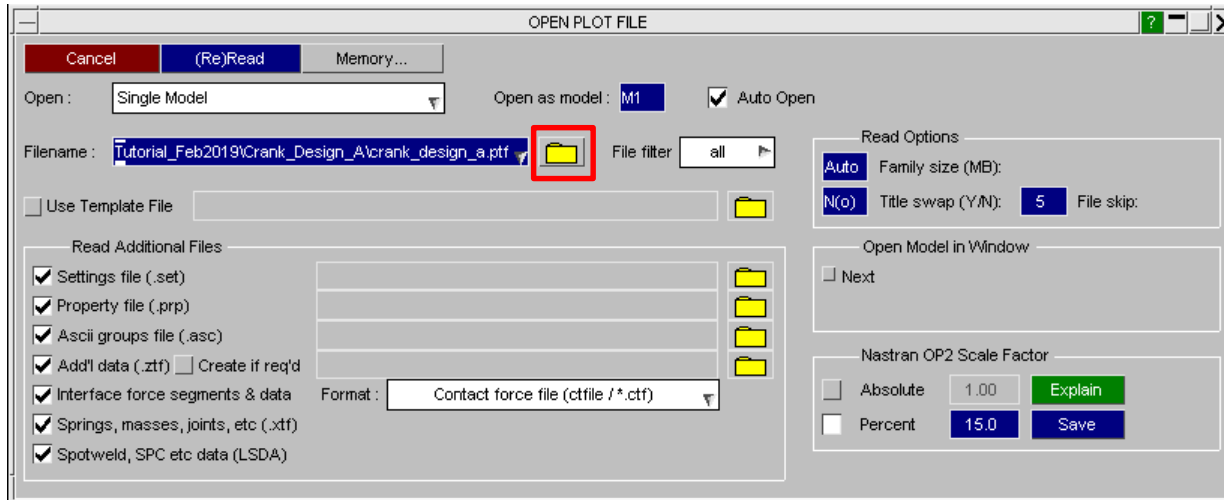 OPEN PLOT FILE ?
Cancel (Re)Read Memory...
Open : Single Model Open as model : M1 Auto Open
Filename : Tutorial_Feb2019\Crank_Design_A\crank_design_a.ptf File filter all
Use Template File
Read Additional Files
Settings file (.set)
Property file (.prp)
Ascii groups file (.asc)
Add'l data (.ztf) Create if req'd
Interface force segments & data Format : Contact force file (ctfile / *.ctf)
Springs, masses, joints, etc (.xtf)
Spotweld, SPC etc data (LSDA)
Read Options
Auto Family size (MB):
N(o) Title swap (Y/N): 5 File skip:
Open Model in Window
Next
Nastran OP2 Scale Factor
Absolute 1.00 Explain
Percent 15.0 Save